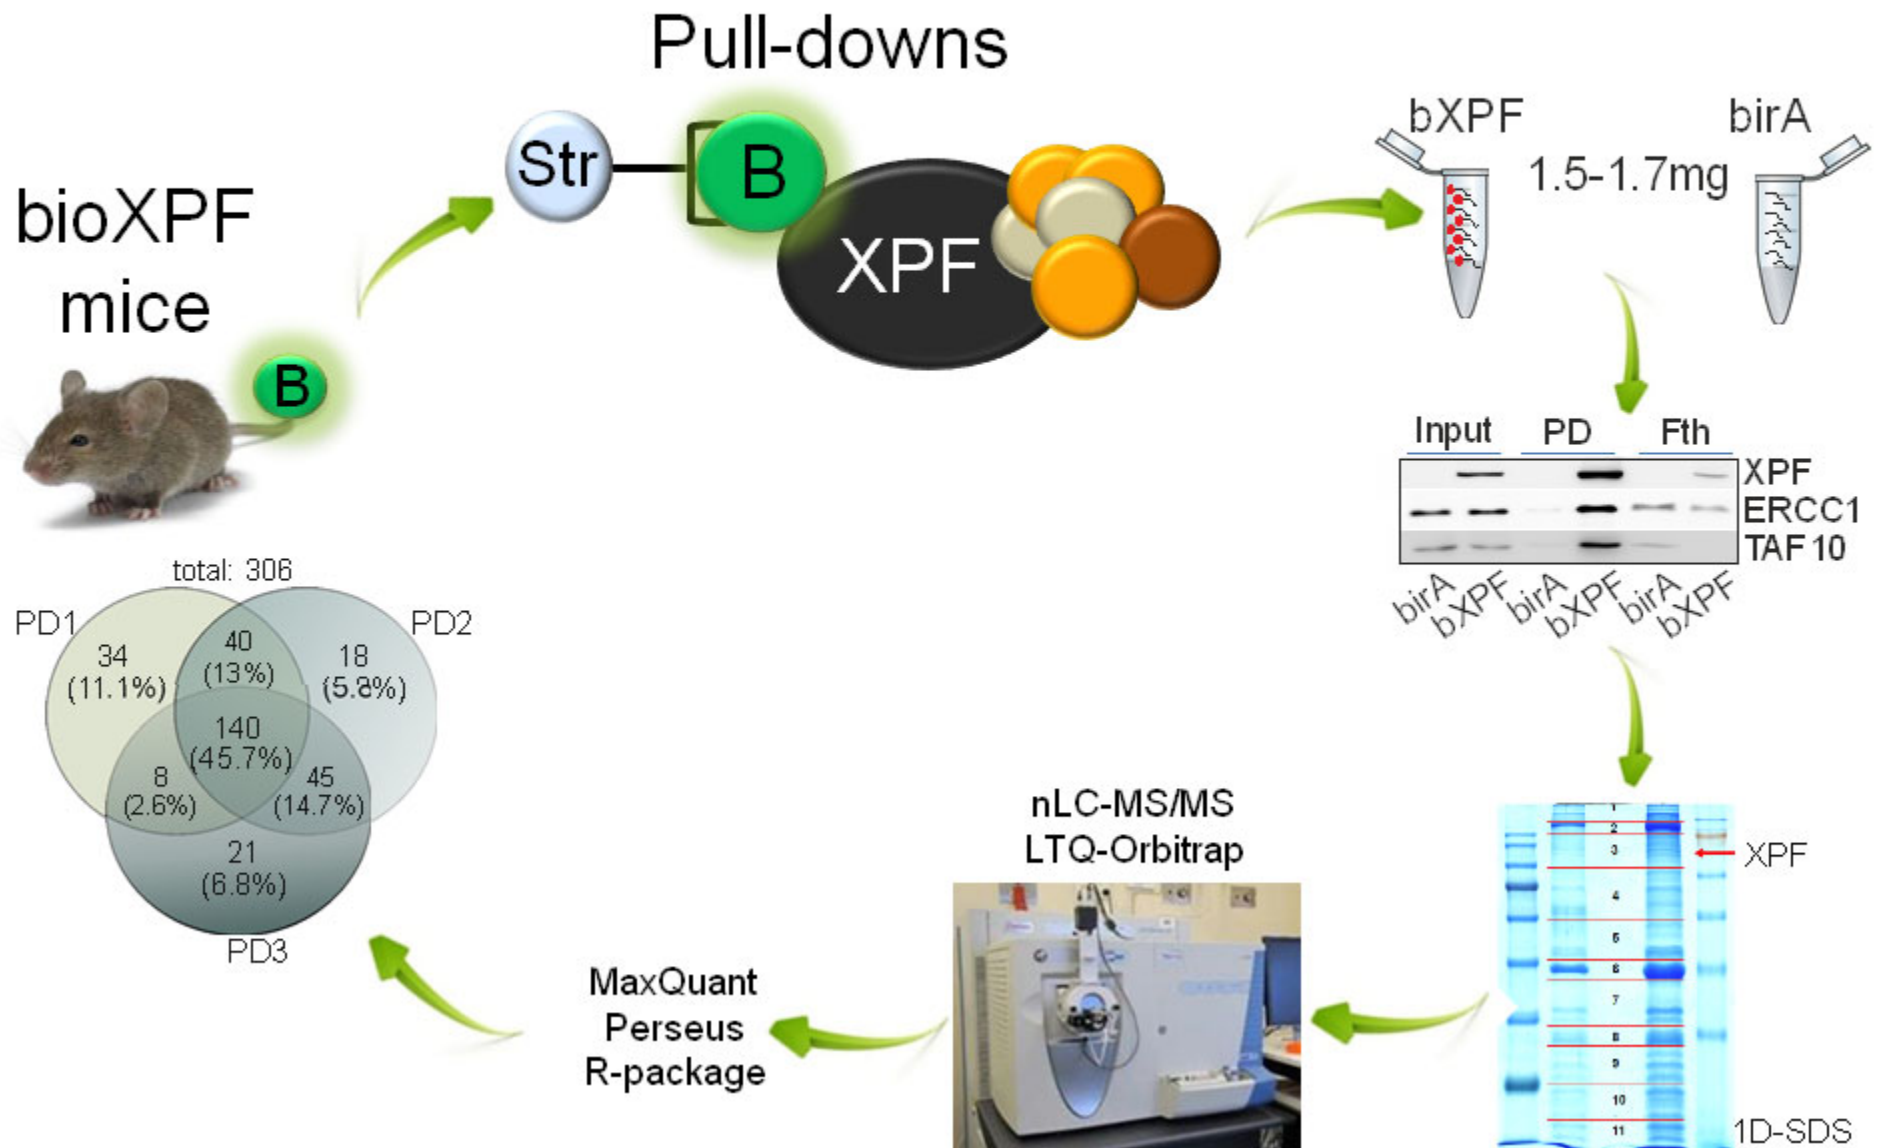 Pull-downs
bioXPF
mice
B
Str
B
XPF
bXPF
birA
1.5-1.7mg
Input PD Fth
XPF
ERCC1
TAF10
birA bXPF birA bXPF birA bXPF
1
2
3
4
5
6
7
8
9
10
11
XPF
1D-SDS
nLC-MS/MS
LTQ-Orbitrap
MaxQuant
Perseus
R-package
total: 306
PD1
PD2
34
(11.1%)
40
(13%)
18
(5.8%)
140
(45.7%)
8
(2.6%)
45
(14.7%)
21
(6.8%)
PD3